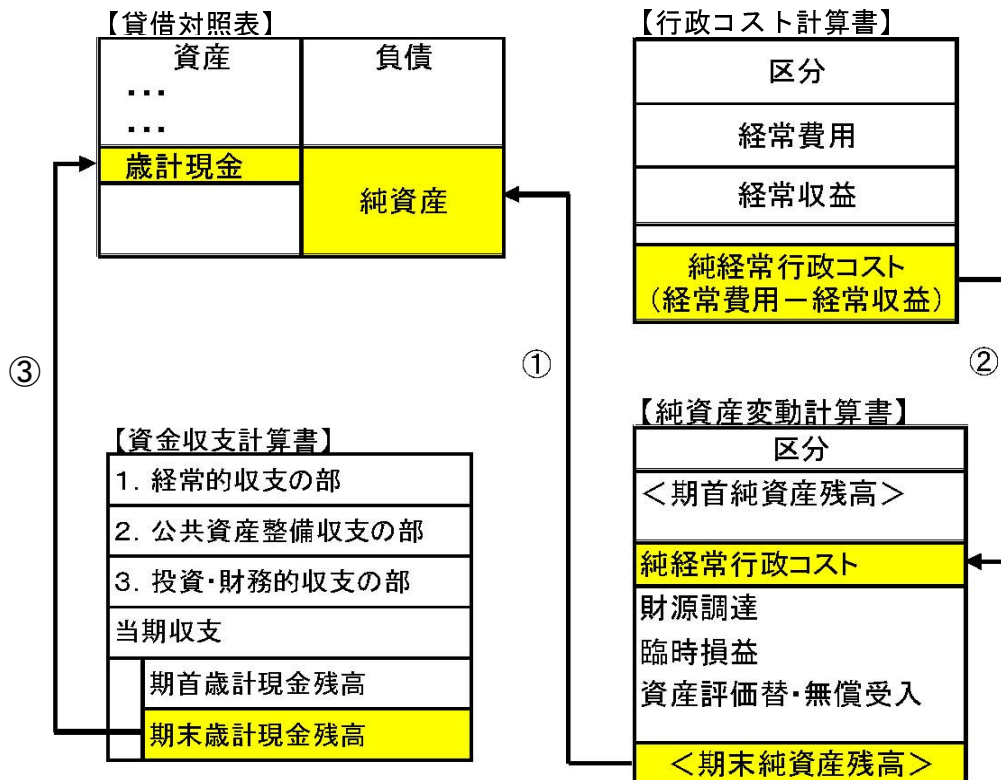 【貸借対照表】
資産
負債
・・・
・・・
歳計現金
純資産
【行政コスト計算書】
区分
経常費用
経常収益
純経常行政コスト
(経常費用－経常収益)
③
①
②
【資金収支計算書】
1. 経常的収支の部
2. 公共資産整備収支の部
3. 投資・財務的収支の部
当期収支
期首歳計現金残高
期末歳計現金残高
【純資産変動計算書】
区分
＜期首純資産残高＞
純経常行政コスト
財源調達
臨時損益
資産評価替・無償受入
＜期末純資産残高＞